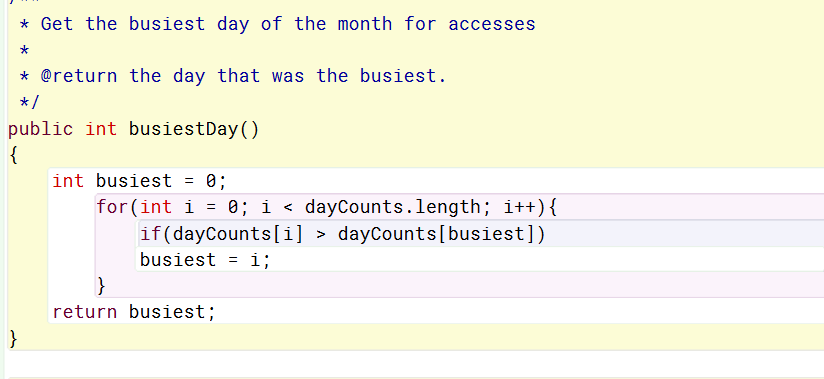 * Get the busiest day of the month for accesses
*
* @return the day that was the busiest.
*/
public int busiestDay()
{
int busiest = 0;
for(int i = 0; i < dayCounts.length; i++){
if(dayCounts[i] > dayCounts[busiest])
busiest = i;
}
return busiest;
}